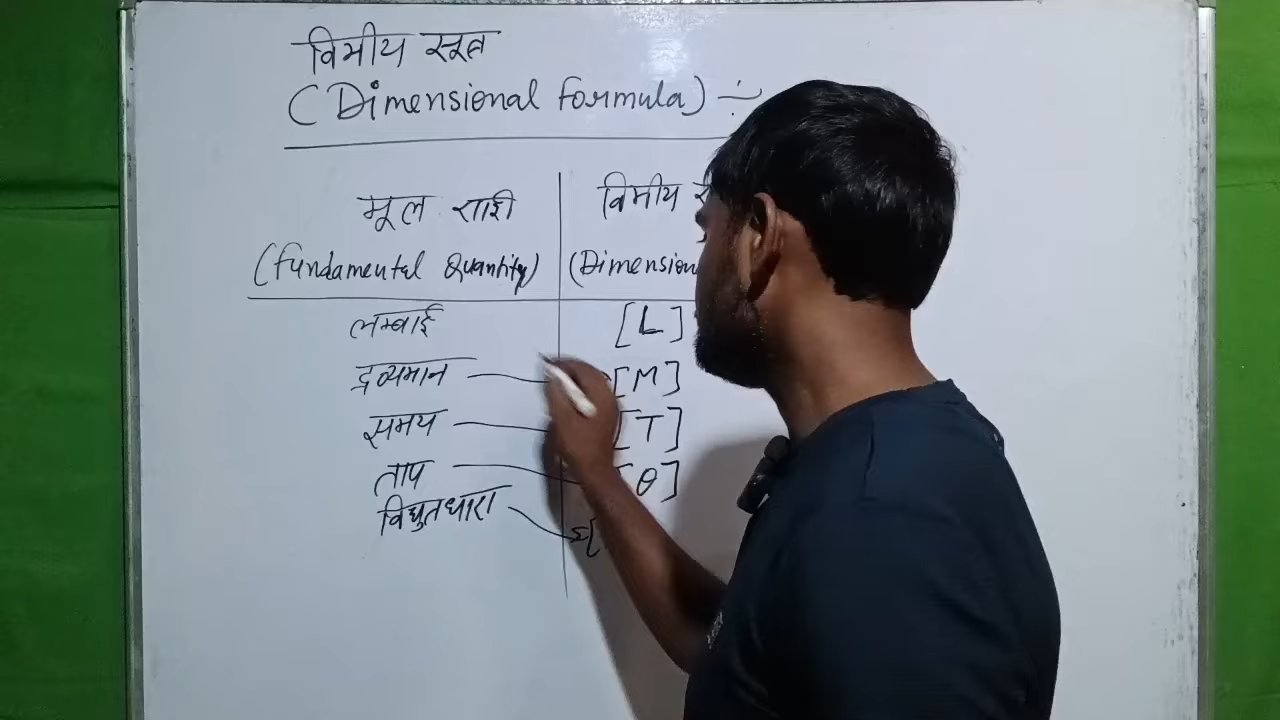 विमीय सूत्र
(Dimensional formula) ÷
मूल राशी विमीय
(fundamental Quantity) (Dimension
लम्बाई [L]
द्रव्यमान [M]
समय [T]
ताप [θ]
विद्युतधारा [